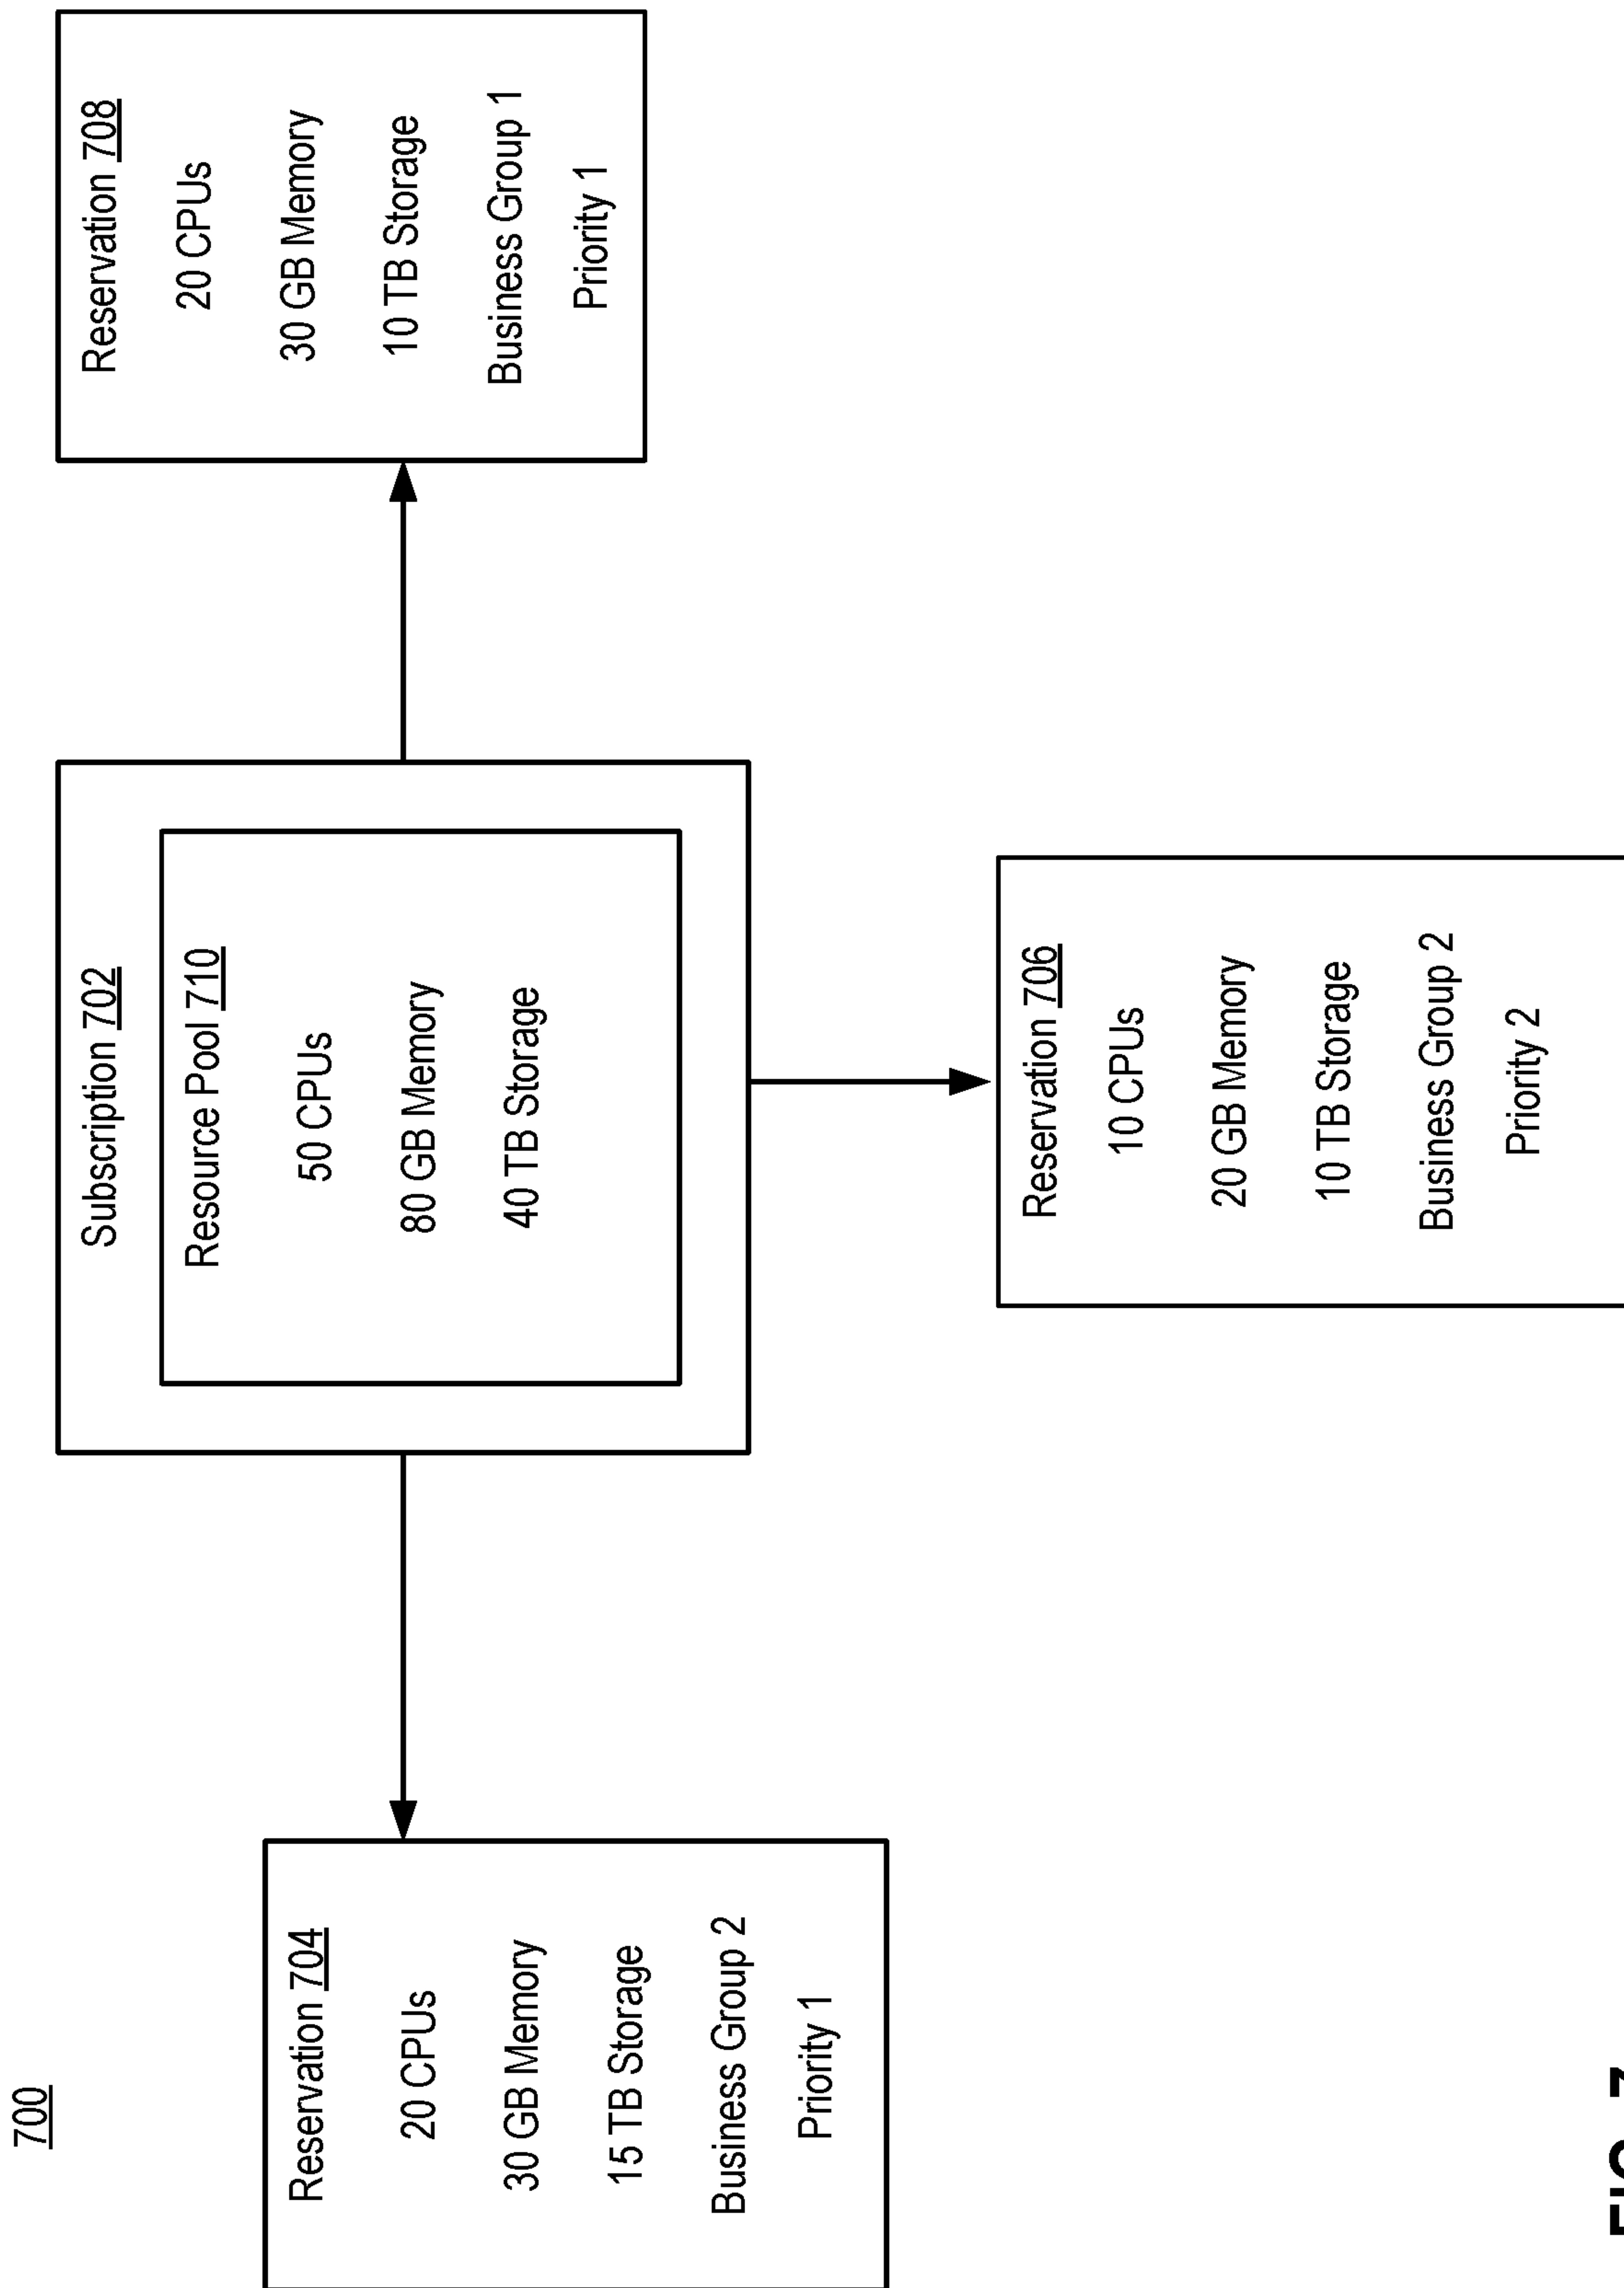 700
Subscription 702
Resource Pool 710
50 CPUs
80 GB Memory
40 TB Storage
Reservation 704
20 CPUs
30 GB Memory
15 TB Storage
Business Group 2
Priority 1
Reservation 708
20 CPUs
30 GB Memory
10 TB Storage
Business Group 1
Priority 1
Reservation 706
10 CPUs
20 GB Memory
10 TB Storage
Business Group 2
Priority 2
FIG. 7